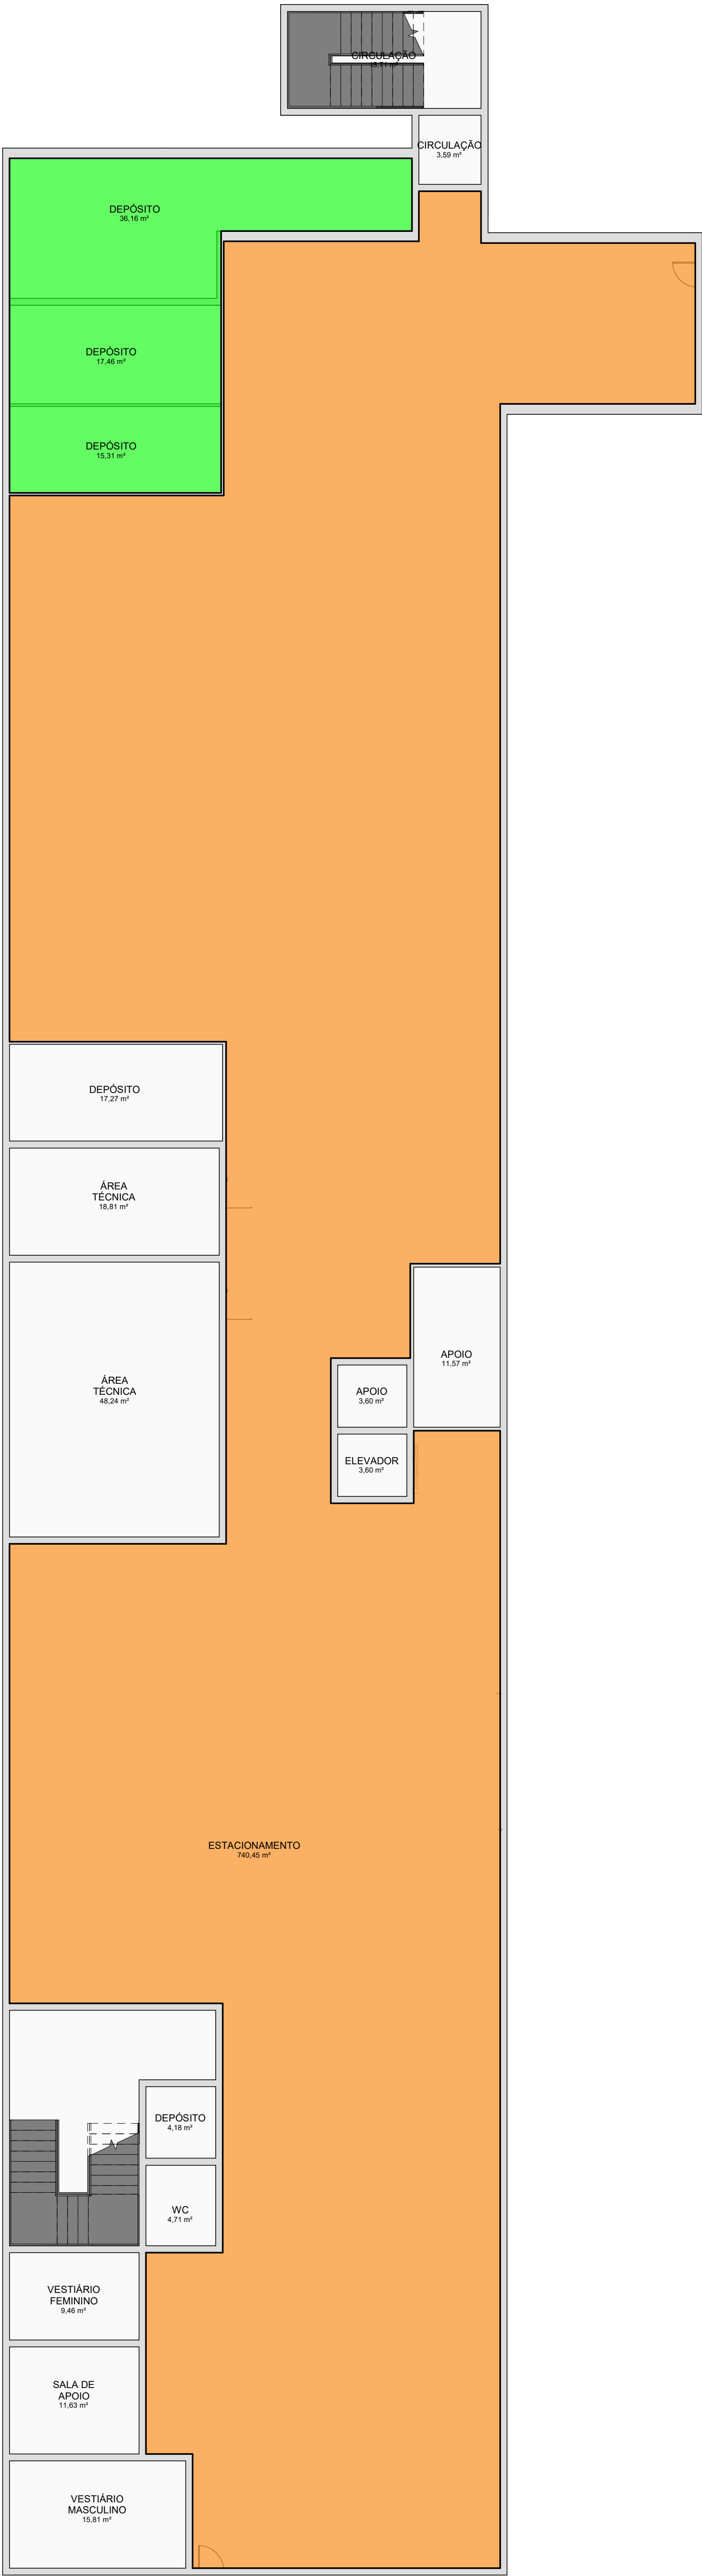 CIRCULAÇÃO
15,71 m²
CIRCULAÇÃO
3,59 m²
DEPÓSITO
36,16 m²
DEPÓSITO
17,46 m²
DEPÓSITO
15,31 m²
DEPÓSITO
17,27 m²
ÁREA
TÉCNICA
18,81 m²
APOIO
11,57 m²
ÁREA
TÉCNICA
48,24 m²
APOIO
3,60 m²
ELEVADOR
3,60 m²
ESTACIONAMENTO
740,45 m²
DEPÓSITO
4,18 m²
WC
4,71 m²
VESTIÁRIO
FEMININO
9,46 m²
SALA DE
APOIO
11,63 m²
VESTIÁRIO
MASCULINO
15,81 m²